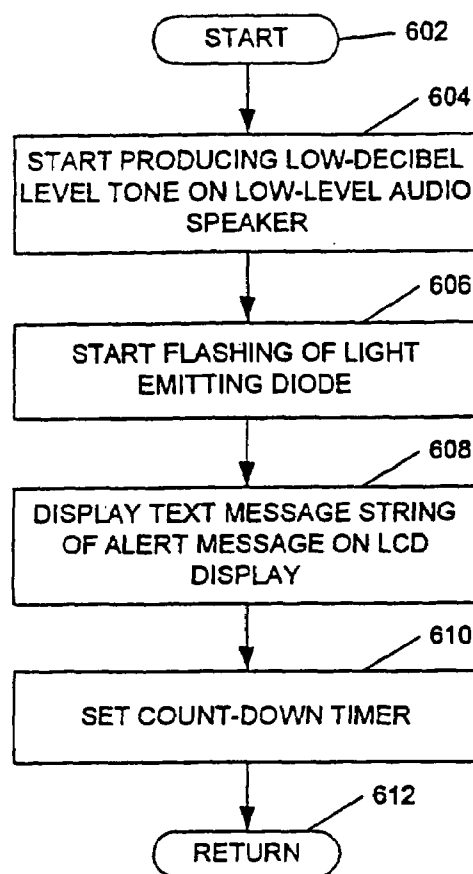 START
602
604
START PRODUCING LOW-DECIBEL
LEVEL TONE ON LOW-LEVEL AUDIO
SPEAKER
606
START FLASHING OF LIGHT
EMITTING DIODE
608
DISPLAY TEXT MESSAGE STRING
OF ALERT MESSAGE ON LCD
DISPLAY
610
SET COUNT-DOWN TIMER
612
RETURN